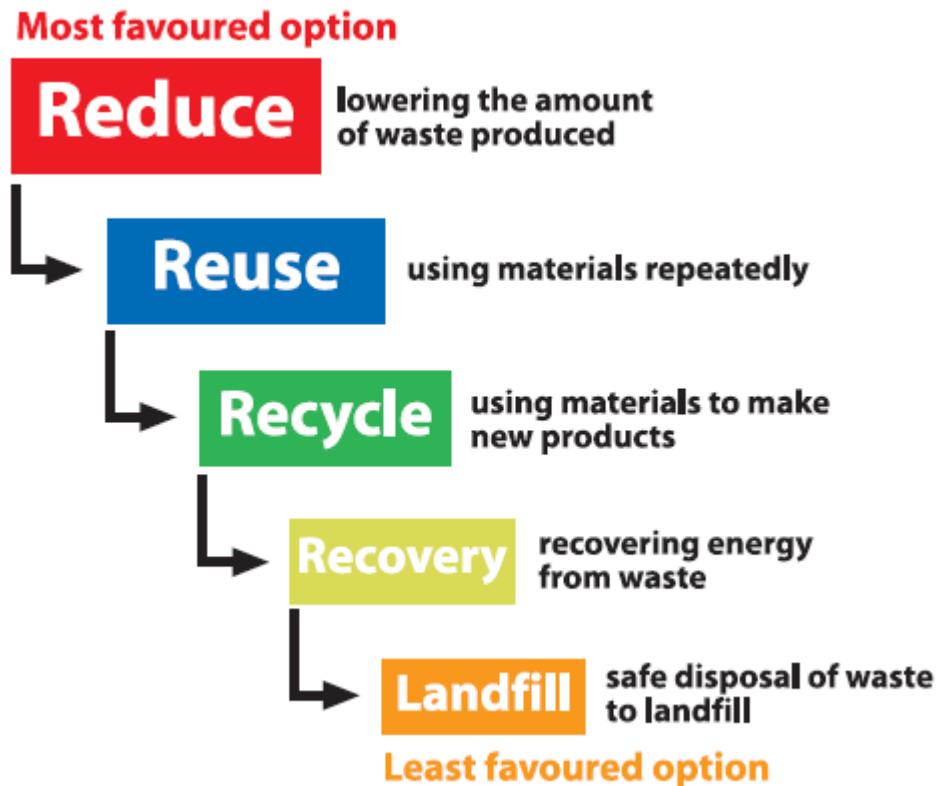 Most favoured option
Reduce
lowering the amount
of waste produced
Reuse
using materials repeatedly
Recycle
using materials to make
new products
Recovery
recovering energy
from waste
Landfill
safe disposal of waste
to landfill
Least favoured option